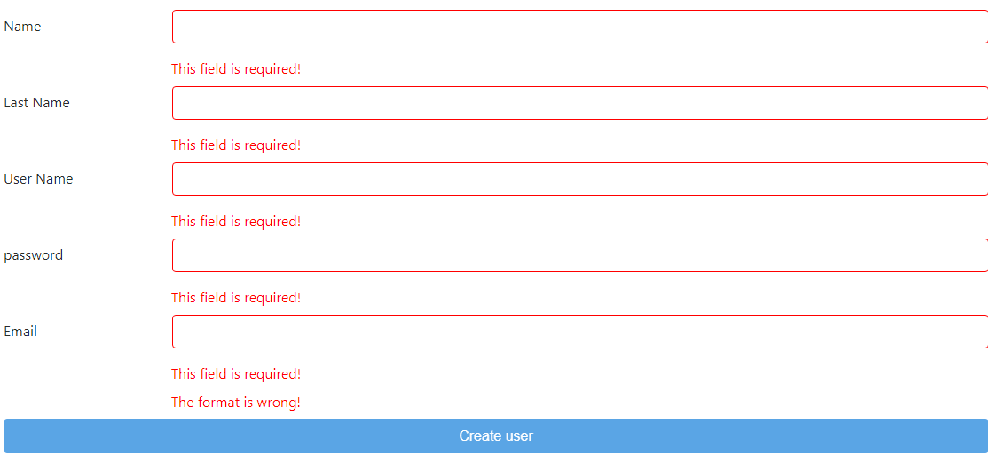 Name
This field is required!
Last Name
This field is required!
User Name
This field is required!
password
This field is required!
Email
This field is required!
The format is wrong!
Create user